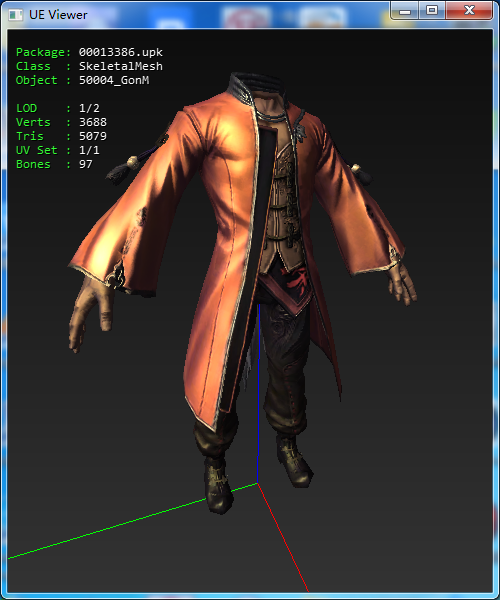 UE Viewer
Package: 00013386.upk
Class : SkeletalMesh
Object : 50004_GonM
LOD : 1/2
Verts : 3688
Tris : 5079
UV Set : 1/1
Bones : 97